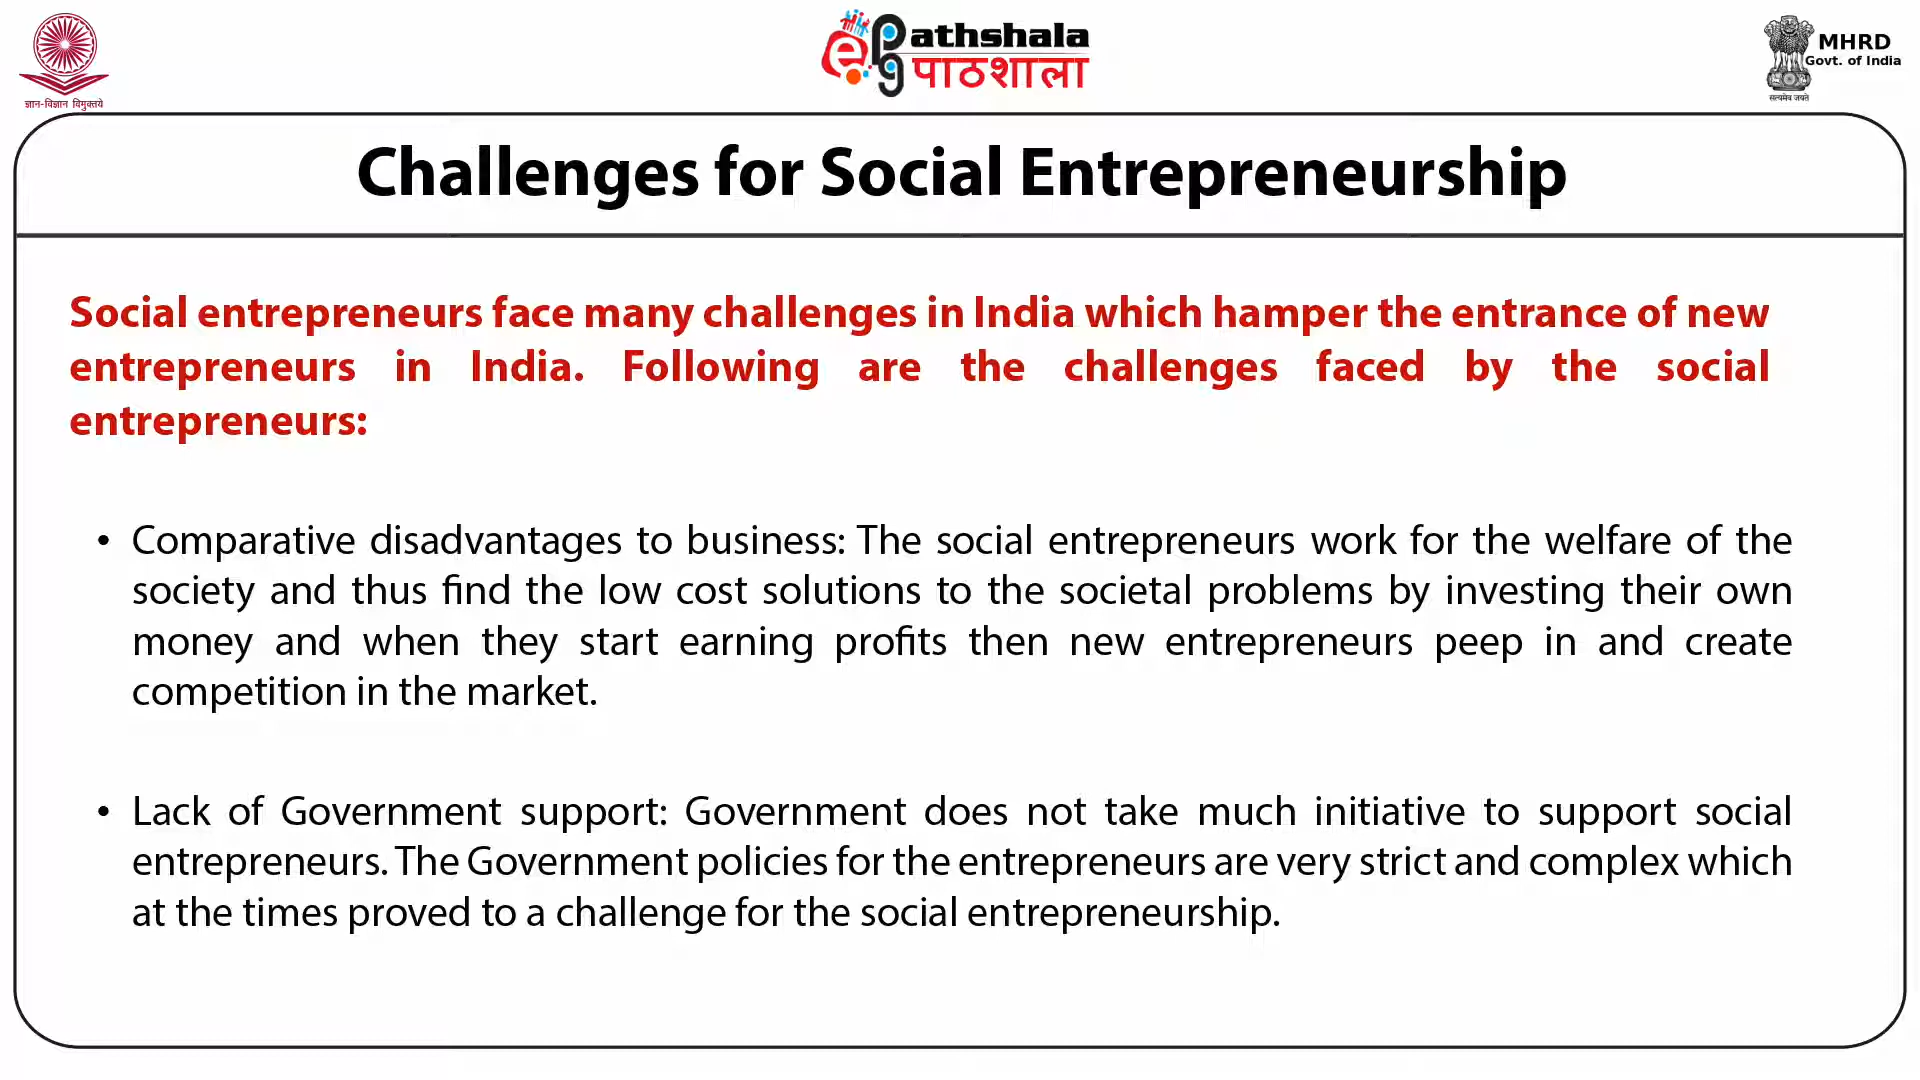 ज्ञान-विज्ञान विमुक्तये
ePathshala
पाठशाला
MHRD
Govt. of India
सत्यमेव जयते
Challenges for Social Entrepreneurship
Social entrepreneurs face many challenges in India which hamper the entrance of new
entrepreneurs in India. Following are the challenges faced by the social
entrepreneurs:
• Comparative disadvantages to business: The social entrepreneurs work for the welfare of the
society and thus find the low cost solutions to the societal problems by investing their own
money and when they start earning profits then new entrepreneurs peep in and create
competition in the market.
• Lack of Government support: Government does not take much initiative to support social
entrepreneurs. The Government policies for the entrepreneurs are very strict and complex which
at the times proved to a challenge for the social entrepreneurship.